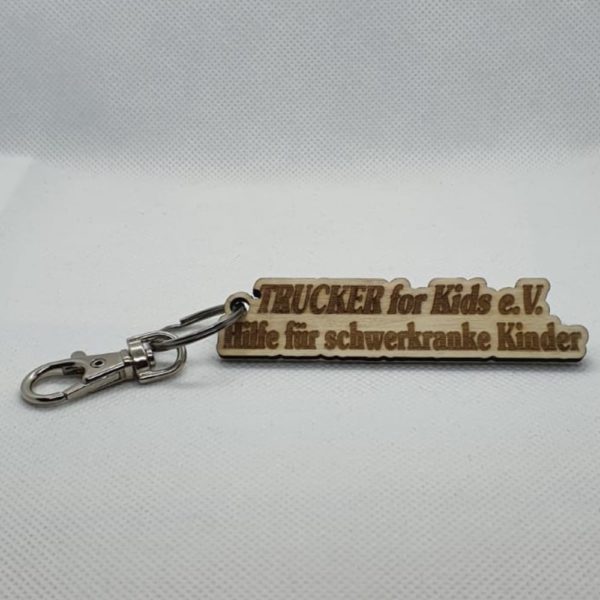 TRUCKER for Kids e.V.
Hilfe für schwerkranke Kinder